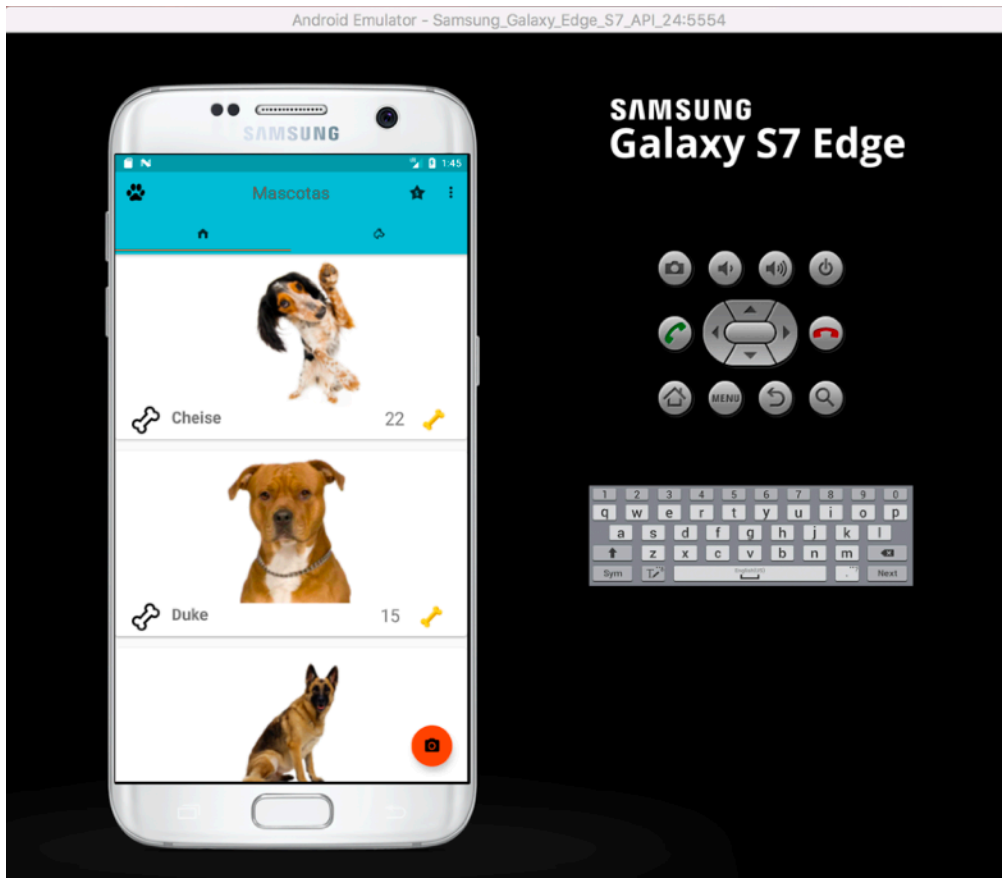 Android Emulator - Samsung_Galaxy_Edge_S7_API_24:5554
SAMSUNG
1:45
Mascotas
Cheise 22
Duke 15
SAMSUNG
Galaxy S7 Edge
MENU
1 2 3 4 5 6 7 8 9 0
q w e r t y u i o p
a s d f g h j k l
z x c v b n m
Sym T . Next